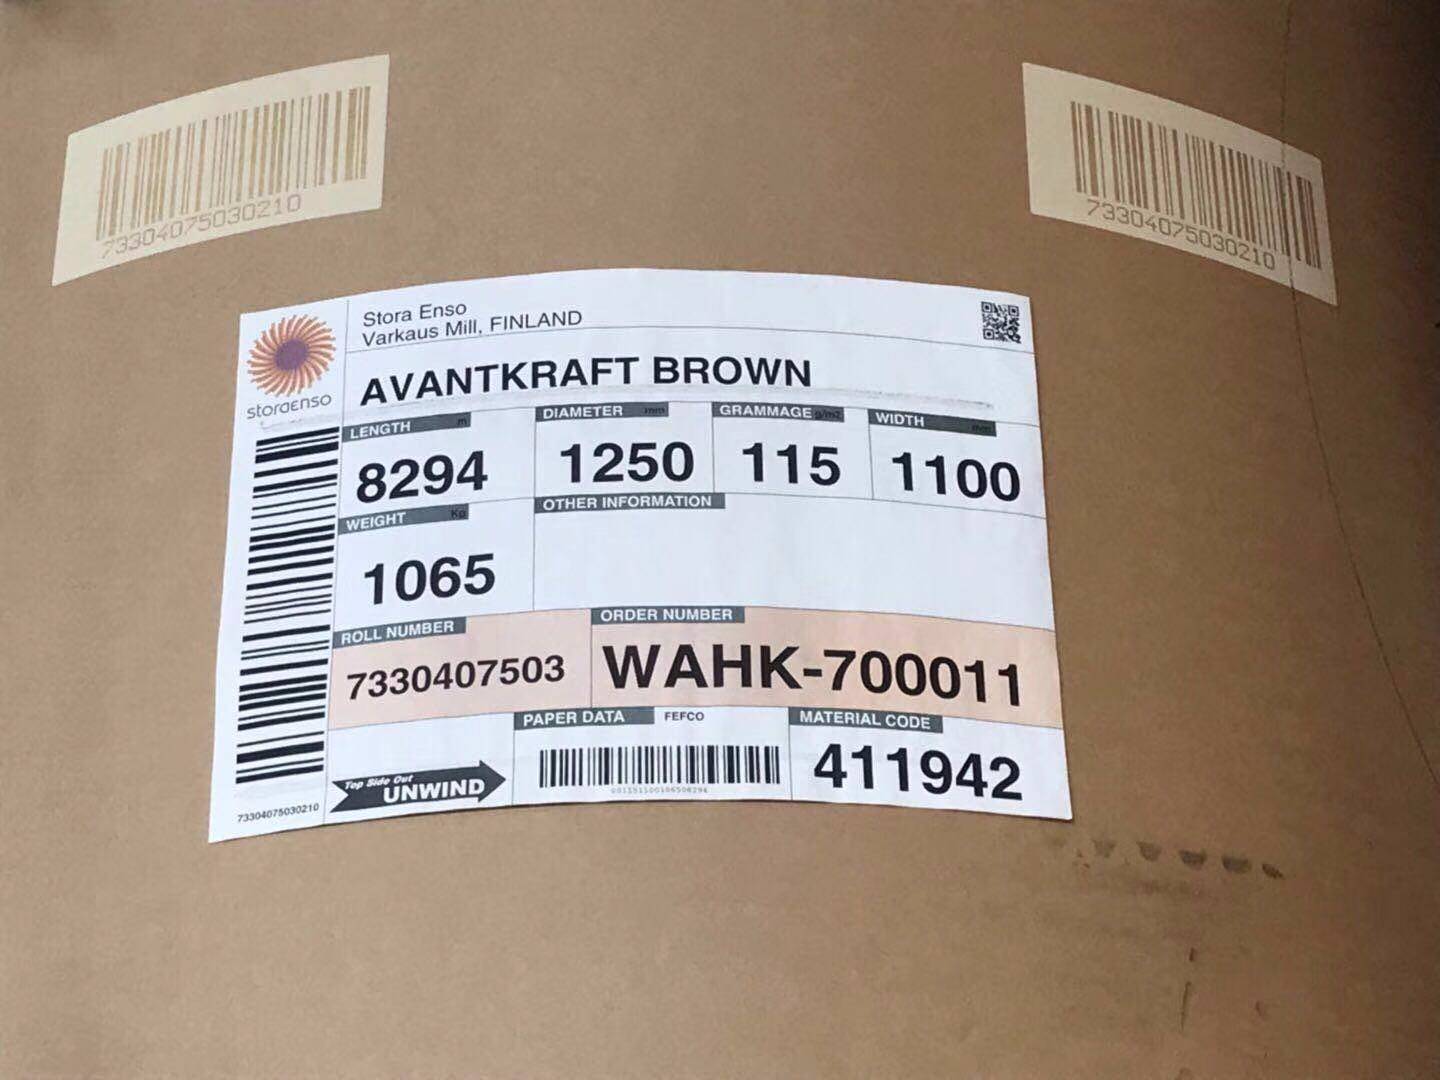 73304075030210
73304075030210
storaenso
Stora Enso
Varkaus Mill, FINLAND
AVANTKRAFT BROWN
LENGTH m
8294
DIAMETER mm
1250
GRAMMAGE g/m2
115
WIDTH mm
1100
WEIGHT Kg
1065
OTHER INFORMATION
ROLL NUMBER
7330407503
ORDER NUMBER
WAHK-700011
Top Side Out
UNWIND
PAPER DATA FEFCO
MATERIAL CODE
411942
73304075030210